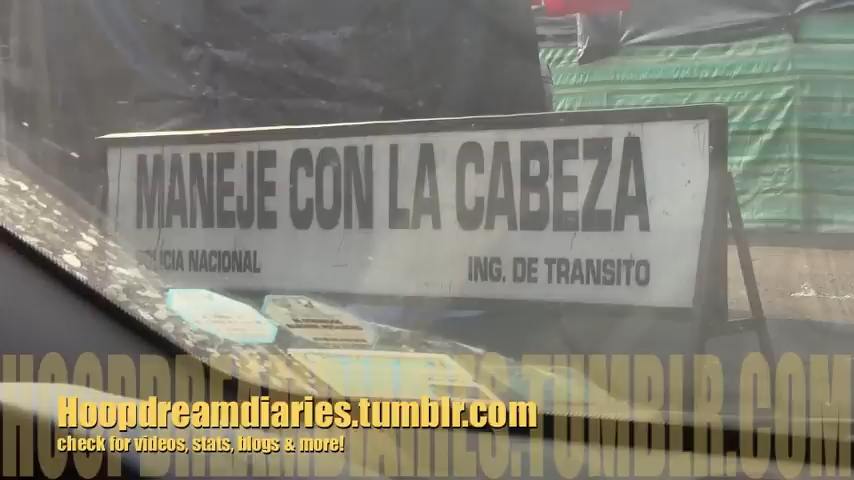 MANEJE CON LA CABEZA
POLICIA NACIONAL ING. DE TRANSITO
HOOPDREAMDIARIES.TUMBLR.COM
Hoopdreamdiaries.tumblr.com
check for videos, stats, blogs & more!